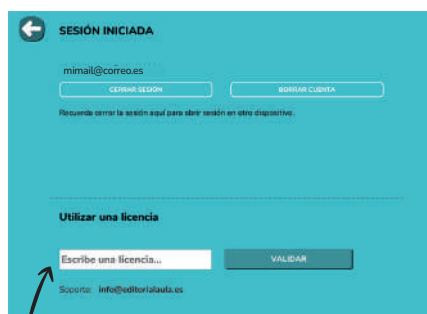 SESIÓN INICIADA
mimail@correo.es
CERRAR SESIÓN BORRAR CUENTA
Recuerda cerrar la sesión aquí para abrir sesión en otro dispositivo.
Utilizar una licencia
Escribe una licencia... VALIDAR
Soporte: info@editorialaula.es